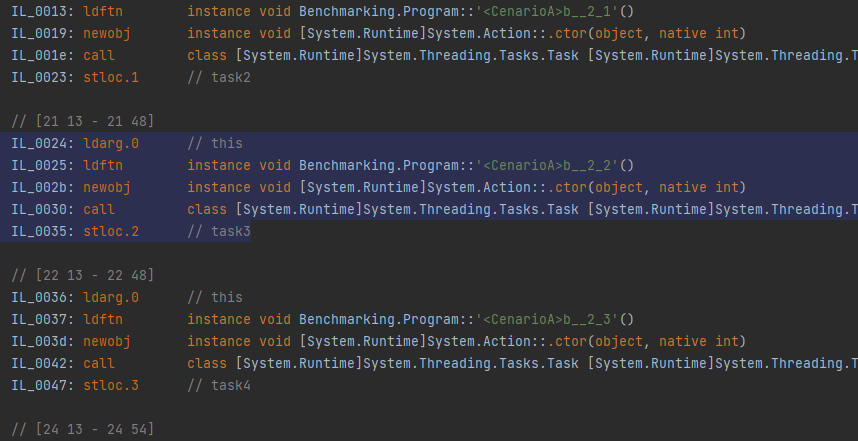 IL_0013: ldftn instance void Benchmarking.Program::'<CenarioA>b__2_1'()
IL_0019: newobj instance void [System.Runtime]System.Action::.ctor(object, native int)
IL_001e: call class [System.Runtime]System.Threading.Tasks.Task [System.Runtime]System.Threading.T
IL_0023: stloc.1 // task2
// [21 13 - 21 48]
IL_0024: ldarg.0 // this
IL_0025: ldftn instance void Benchmarking.Program::'<CenarioA>b__2_2'()
IL_002b: newobj instance void [System.Runtime]System.Action::.ctor(object, native int)
IL_0030: call class [System.Runtime]System.Threading.Tasks.Task [System.Runtime]System.Threading.T
IL_0035: stloc.2 // task3
// [22 13 - 22 48]
IL_0036: ldarg.0 // this
IL_0037: ldftn instance void Benchmarking.Program::'<CenarioA>b__2_3'()
IL_003d: newobj instance void [System.Runtime]System.Action::.ctor(object, native int)
IL_0042: call class [System.Runtime]System.Threading.Tasks.Task [System.Runtime]System.Threading.T
IL_0047: stloc.3 // task4
// [24 13 - 24 54]